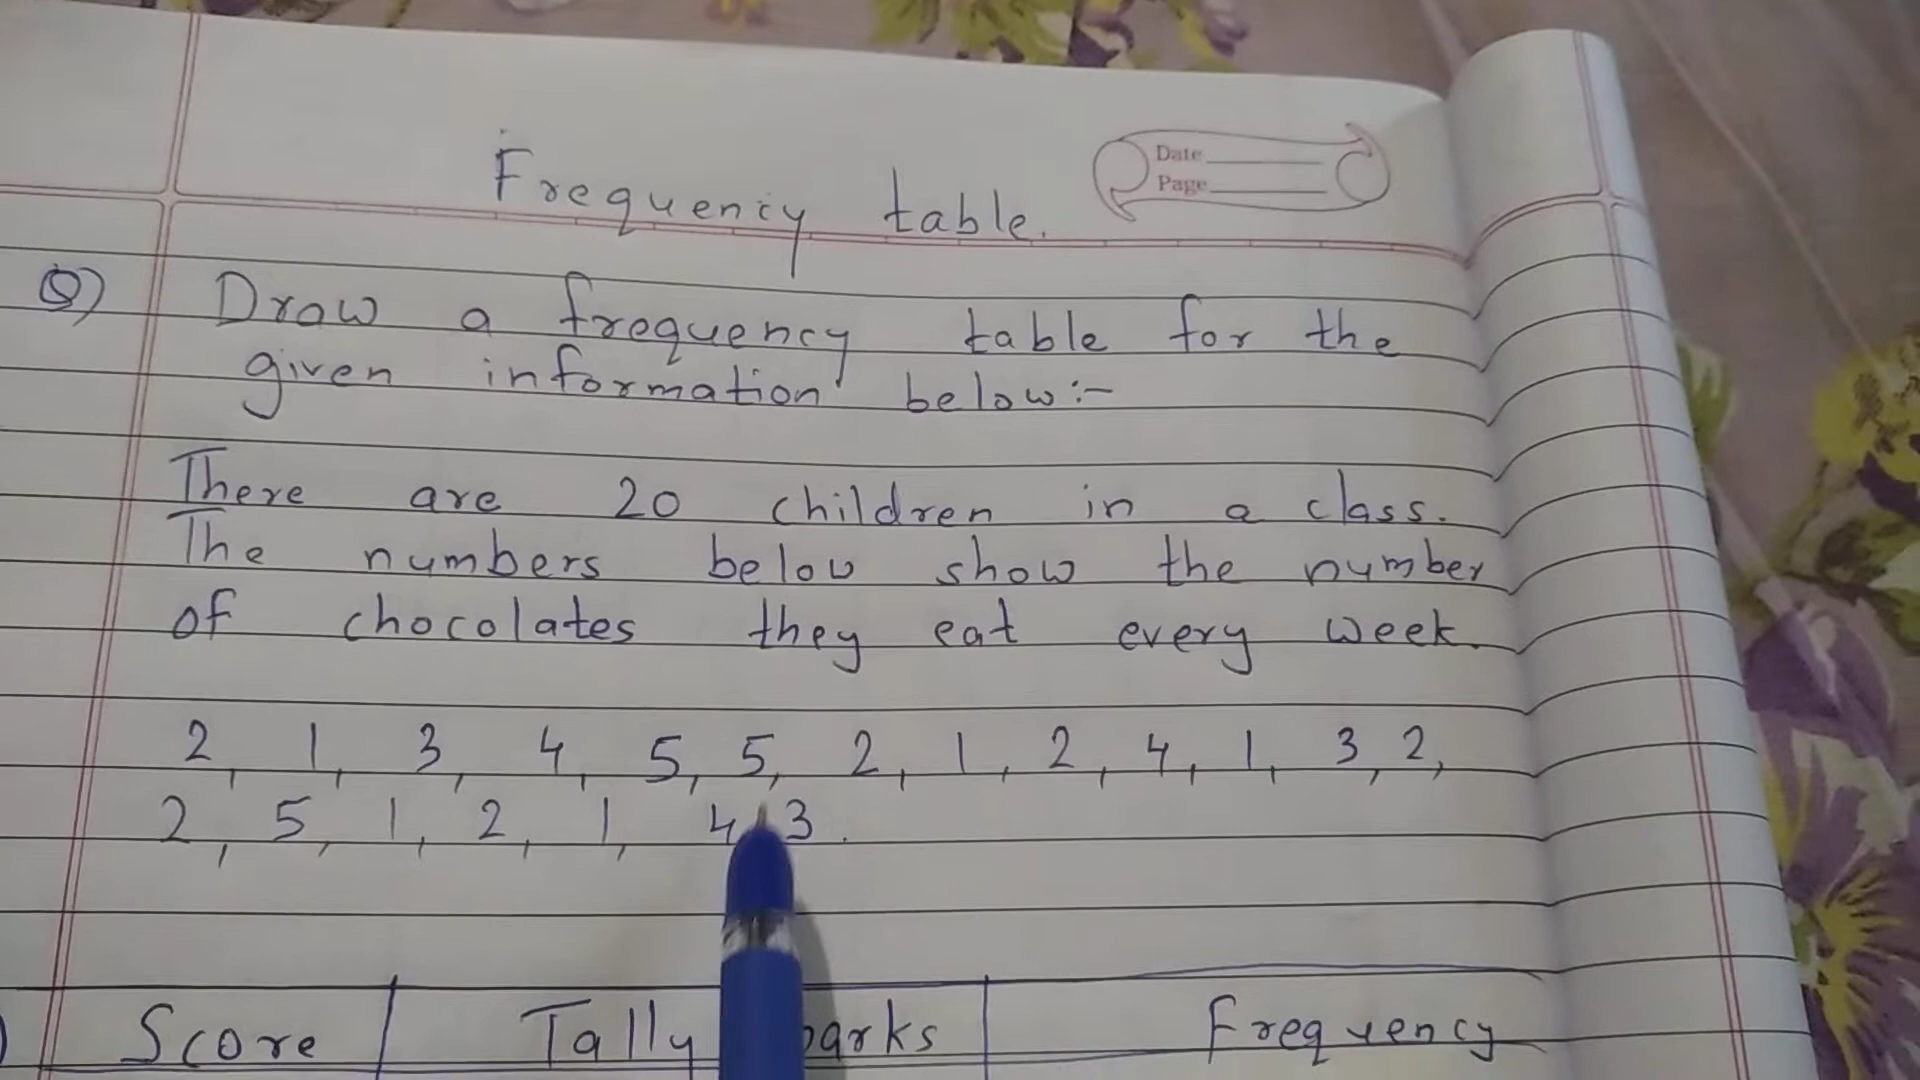 Frequency table.
Date
Page
Q) Draw a frequency table for the
given information below:-
There are 20 children in a class.
The numbers below show the number
of chocolates they eat every week.
2, 1, 3, 4, 5, 5, 2, 1, 2, 4, 1, 3, 2,
2, 5, 1, 2, 1, 4, 3.
Score Tally Frequency